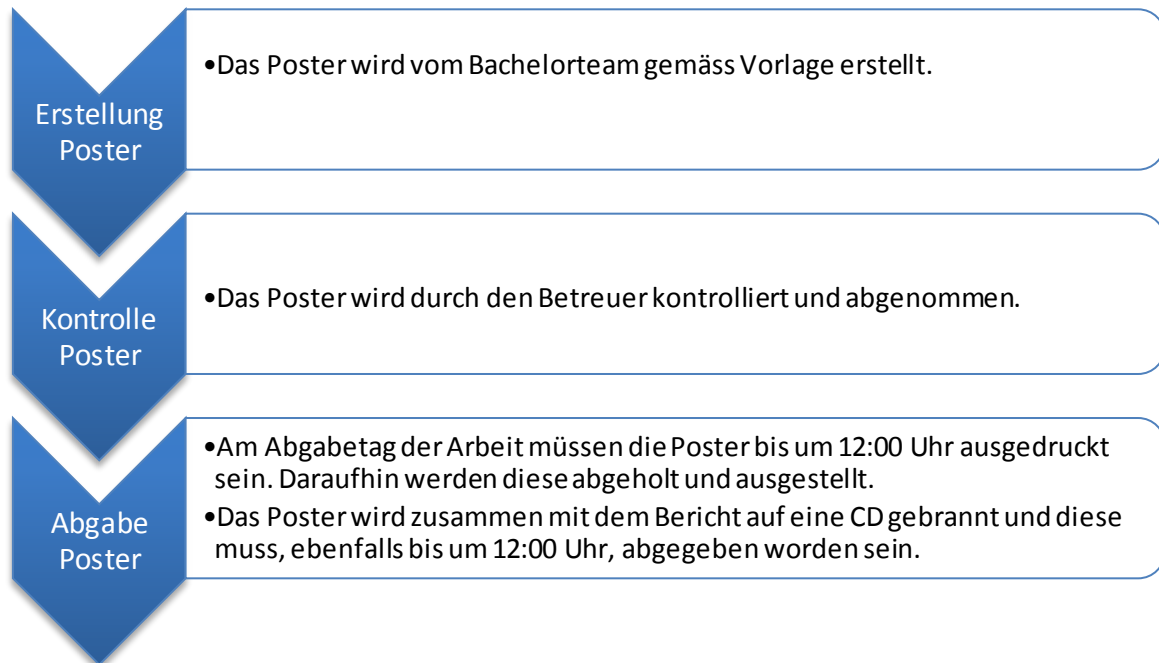 Erstellung
Poster
•Das Poster wird vom Bachelorteam gemäss Vorlage erstellt.
Kontrolle
Poster
•Das Poster wird durch den Betreuer kontrolliert und abgenommen.
Abgabe
Poster
•Am Abgabetag der Arbeit müssen die Poster bis um 12:00 Uhr ausgedruckt
sein. Daraufhin werden diese abgeholt und ausgestellt.
•Das Poster wird zusammen mit dem Bericht auf eine CD gebrannt und diese
muss, ebenfalls bis um 12:00 Uhr, abgegeben worden sein.